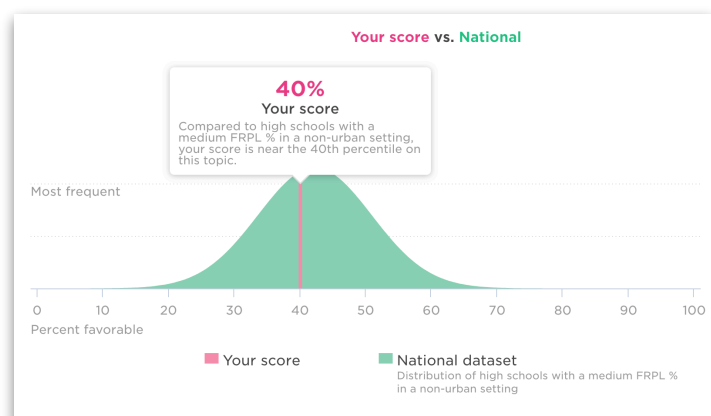 Your score vs. National
40%
Your score
Compared to high schools with a
medium FRPL % in a non-urban setting,
your score is near the 40th percentile on
this topic.
Most frequent
0 10 20 30 40 50 60 70 80 90 100
Percent favorable
Your score
National dataset
Distribution of high schools with a medium FRPL %
in a non-urban setting